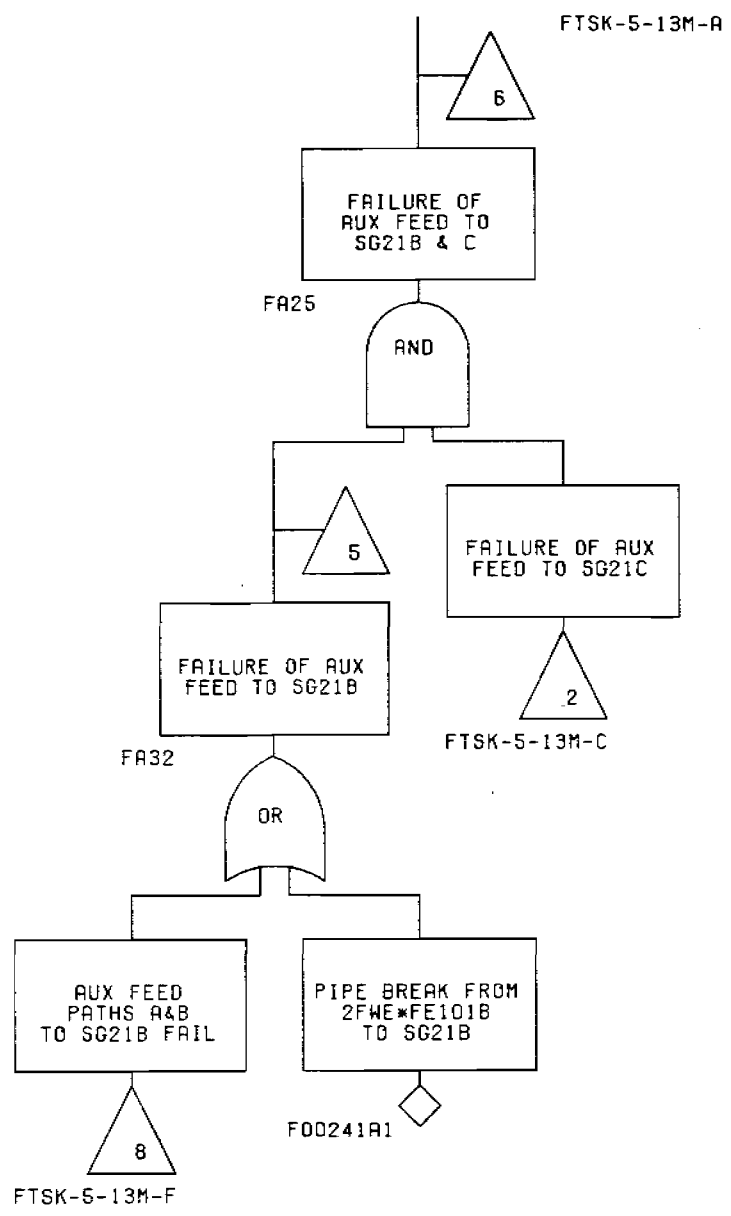 FTSK-5-13M-A
6
FAILURE OF
AUX FEED TO
SG21B & C
FA25
AND
5
FAILURE OF AUX
FEED TO SG21C
2
FTSK-5-13M-C
FAILURE OF AUX
FEED TO SG21B
FA32
OR
AUX FEED
PATHS A&B
TO SG21B FAIL
8
FTSK-5-13M-F
PIPE BREAK FROM
2FWE*FE101B
TO SG21B
F00241A1